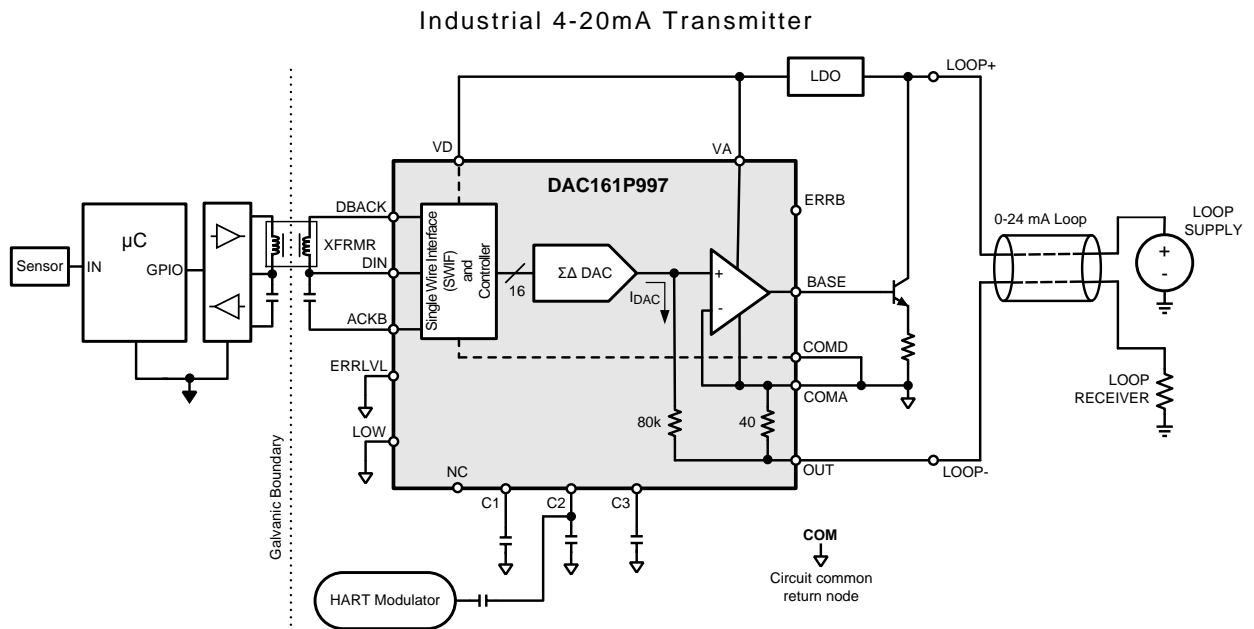 Industrial 4-20mA Transmitter
LDO
LOOP+
VD
VA
DAC161P997
ERRB
DBACK
µC
XFRMR
0-24 mA Loop
LOOP
SUPPLY
Sensor
IN
GPIO
DIN
Single Wire Interface
(SWIF)
and
Controller
16
ΣΔ DAC
IDAC
+
-
BASE
+
-
ACKB
COMD
ERRLVL
COMA
LOOP
RECEIVER
80k
40
LOW
OUT
LOOP-
NC
C1
C2
C3
Galvanic Boundary
COM
Circuit common
return node
HART Modulator